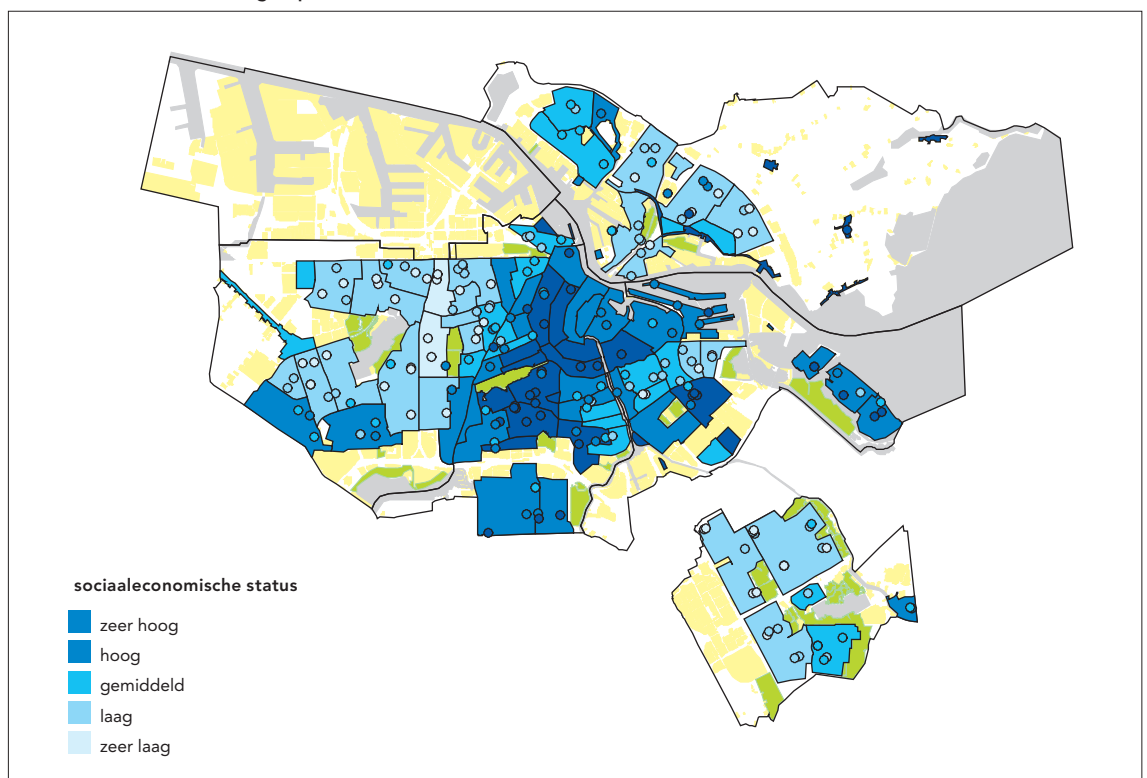 sociaaleconomische status
zeer hoog
hoog
gemiddeld
laag
zeer laag